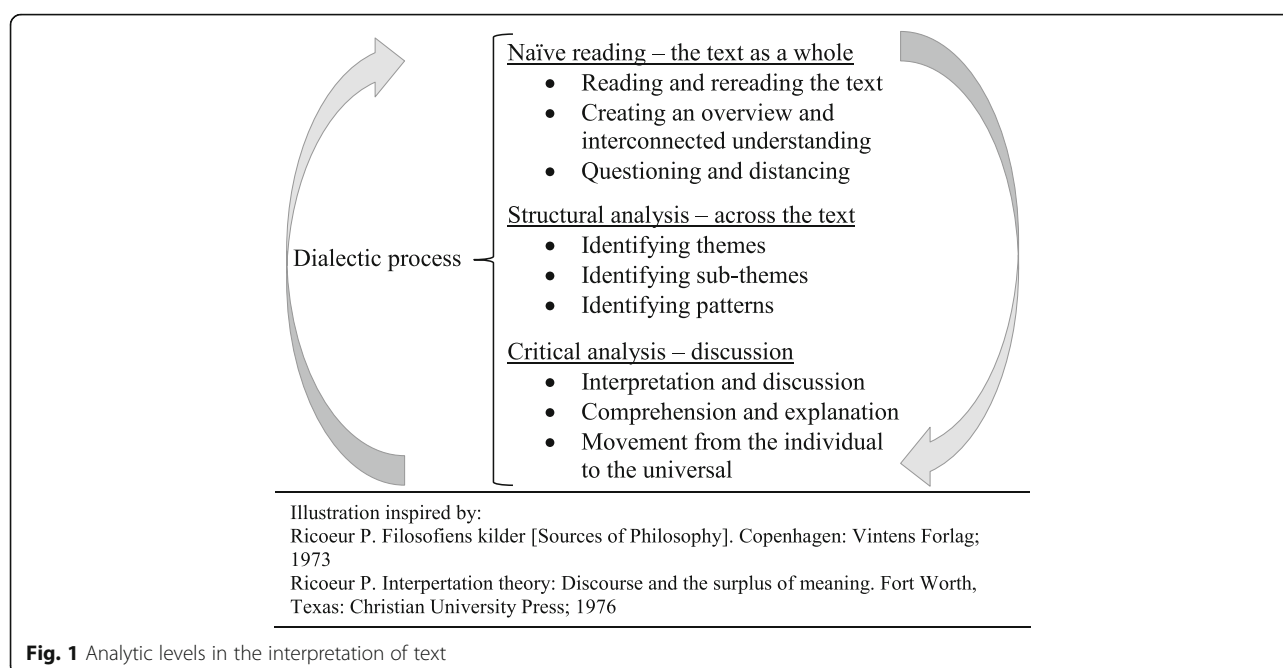 Naïve reading – the text as a whole
• Reading and rereading the text
• Creating an overview and
interconnected understanding
• Questioning and distancing
Structural analysis – across the text
• Identifying themes
Dialectic process
• Identifying sub-themes
• Identifying patterns
Critical analysis – discussion
• Interpretation and discussion
• Comprehension and explanation
• Movement from the individual
to the universal
Illustration inspired by:
Ricoeur P. Filosofiens kilder [Sources of Philosophy]. Copenhagen: Vintens Forlag;
1973
Ricoeur P. Interpertation theory: Discourse and the surplus of meaning. Fort Worth,
Texas: Christian University Press; 1976
Fig. 1 Analytic levels in the interpretation of text